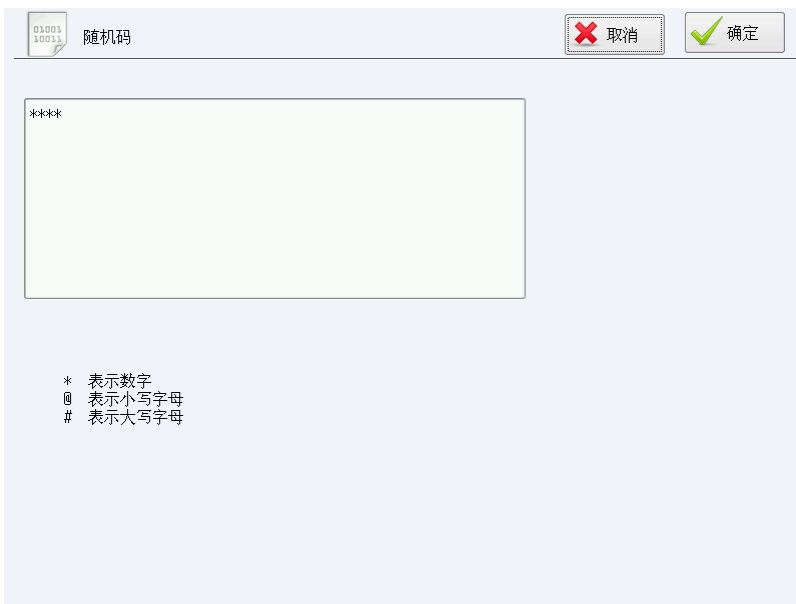 01001
10011
随机码
取消
确定
****
* 表示数字
@ 表示小写字母
# 表示大写字母